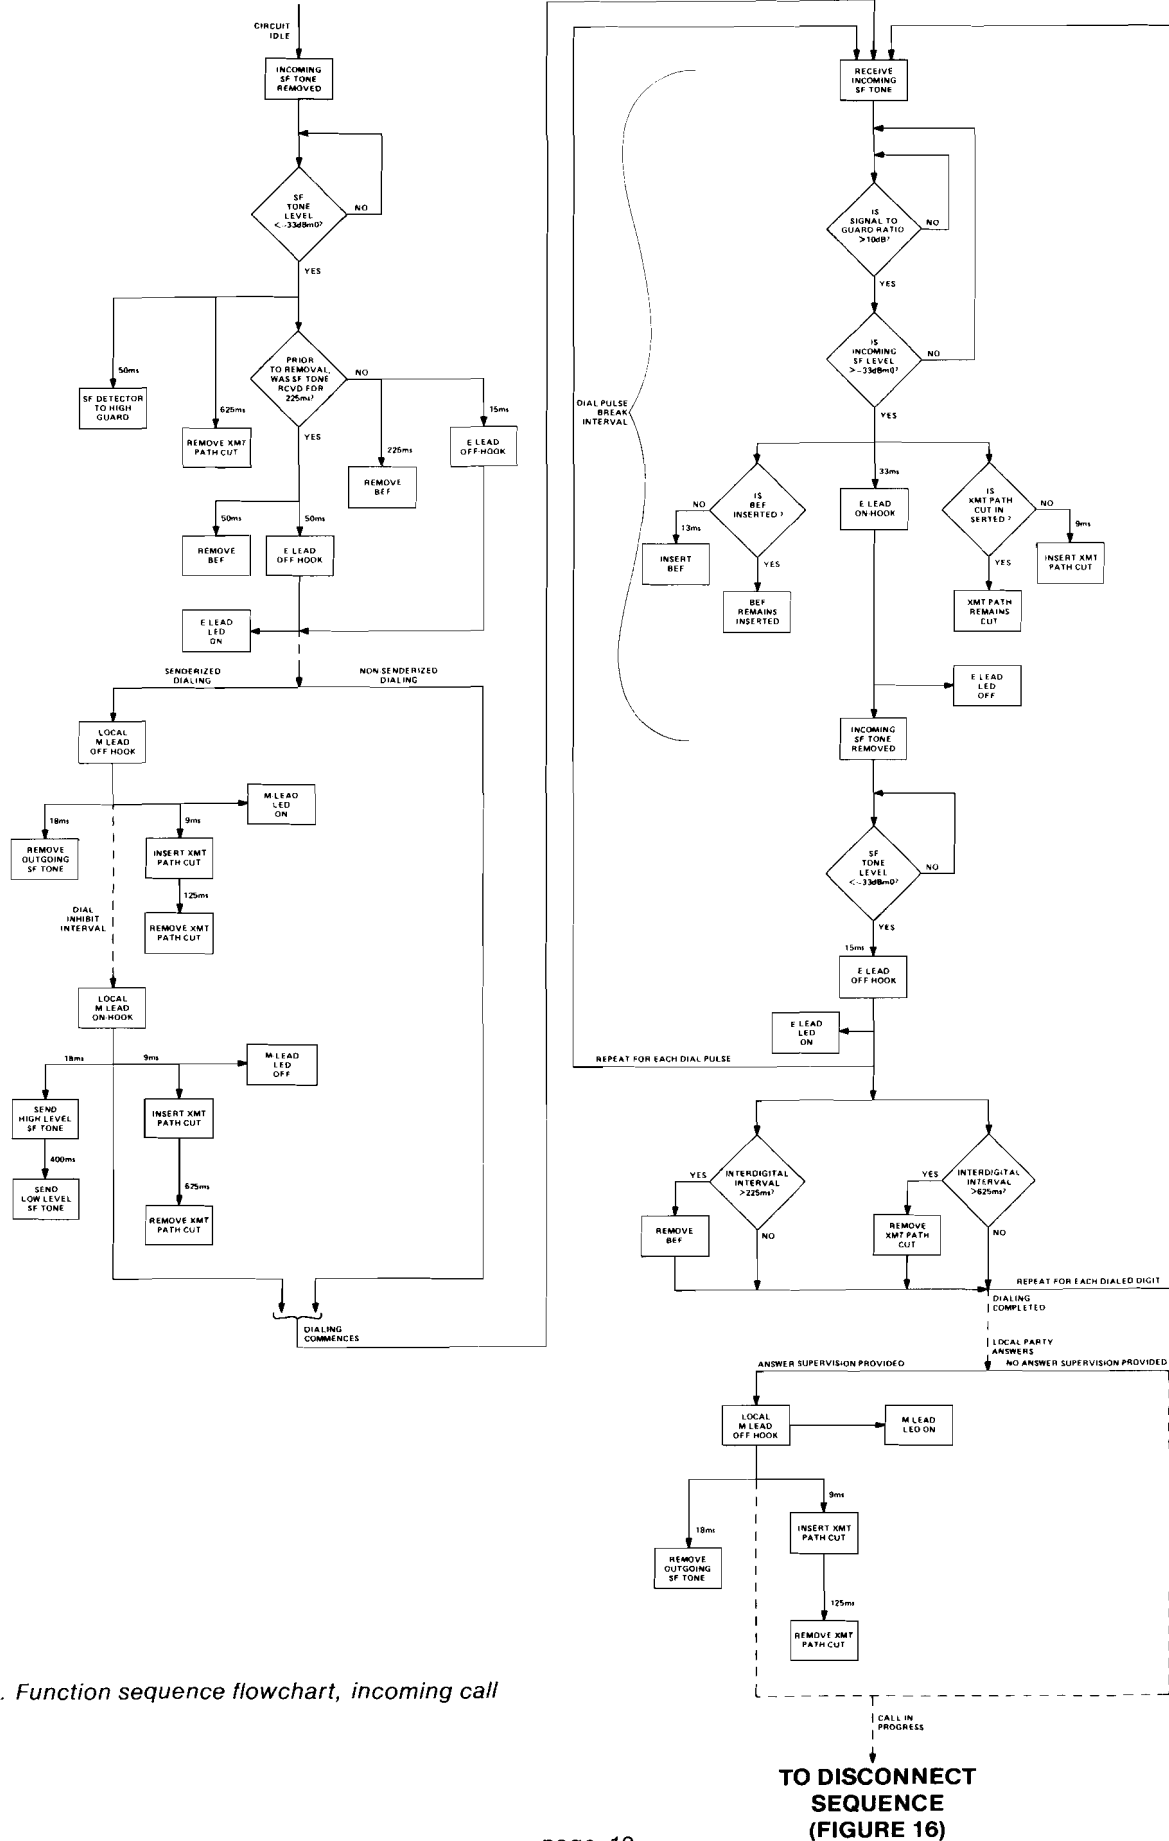 CIRCUIT
IDLE
INCOMING
SF TONE
REMOVED
SF
TONE
LEVEL
<-33dBm0?
NO
YES
50ms
SF DETECTOR
TO HIGH
GUARD
625ms
REMOVE XMT
PATH CUT
PRIOR
TO REMOVAL,
WAS SF TONE
RCVD FOR
225ms?
NO
YES
225ms
REMOVE
BEF
15ms
E LEAD
OFF-HOOK
50ms
REMOVE
BEF
50ms
E LEAD
OFF HOOK
E LEAD
LED
ON
SENDERIZED
DIALING
NON SENDERIZED
DIALING
LOCAL
M LEAD
OFF HOOK
M-LEAD
LED
ON
18ms
REMOVE
OUTGOING
SF TONE
9ms
INSERT XMT
PATH CUT
125ms
REMOVE XMT
PATH CUT
DIAL
INHIBIT
INTERVAL
LOCAL
M LEAD
ON-HOOK
M-LEAD
LED
OFF
18ms
9ms
SEND
HIGH LEVEL
SF TONE
400ms
SEND
LOW LEVEL
SF TONE
INSERT XMT
PATH CUT
625ms
REMOVE XMT
PATH CUT
DIALING
COMMENCES
RECEIVE
INCOMING
SF TONE
IS
SIGNAL TO
GUARD RATIO
>10dB?
NO
YES
IS
INCOMING
SF LEVEL
>-33dBm0?
NO
YES
DIAL PULSE
BREAK
INTERVAL
IS
BEF
INSERTED?
NO
13ms
INSERT
BEF
YES
BEF
REMAINS
INSERTED
33ms
E LEAD
ON-HOOK
IS
XMT PATH
CUT IN
SERTED?
NO
9ms
INSERT XMT
PATH CUT
YES
XMT PATH
REMAINS
CUT
E LEAD
LED
OFF
INCOMING
SF TONE
REMOVED
SF
TONE
LEVEL
<-33dBm0?
NO
YES
15ms
E LEAD
OFF HOOK
E LEAD
LED
ON
REPEAT FOR EACH DIAL PULSE
INTERDIGITAL
INTERVAL
>225ms?
YES
NO
REMOVE
BEF
INTERDIGITAL
INTERVAL
>625ms?
YES
NO
REMOVE
XMT PATH
CUT
REPEAT FOR EACH DIALED DIGIT
DIALING
COMPLETED
LOCAL PARTY
ANSWERS
ANSWER SUPERVISION PROVIDED
NO ANSWER SUPERVISION PROVIDED
LOCAL
M LEAD
OFF HOOK
M LEAD
LED ON
18ms
REMOVE
OUTGOING
SF TONE
9ms
INSERT XMT
PATH CUT
125ms
REMOVE XMT
PATH CUT
. Function sequence flowchart, incoming call
CALL IN
PROGRESS
TO DISCONNECT
SEQUENCE
(FIGURE 16)